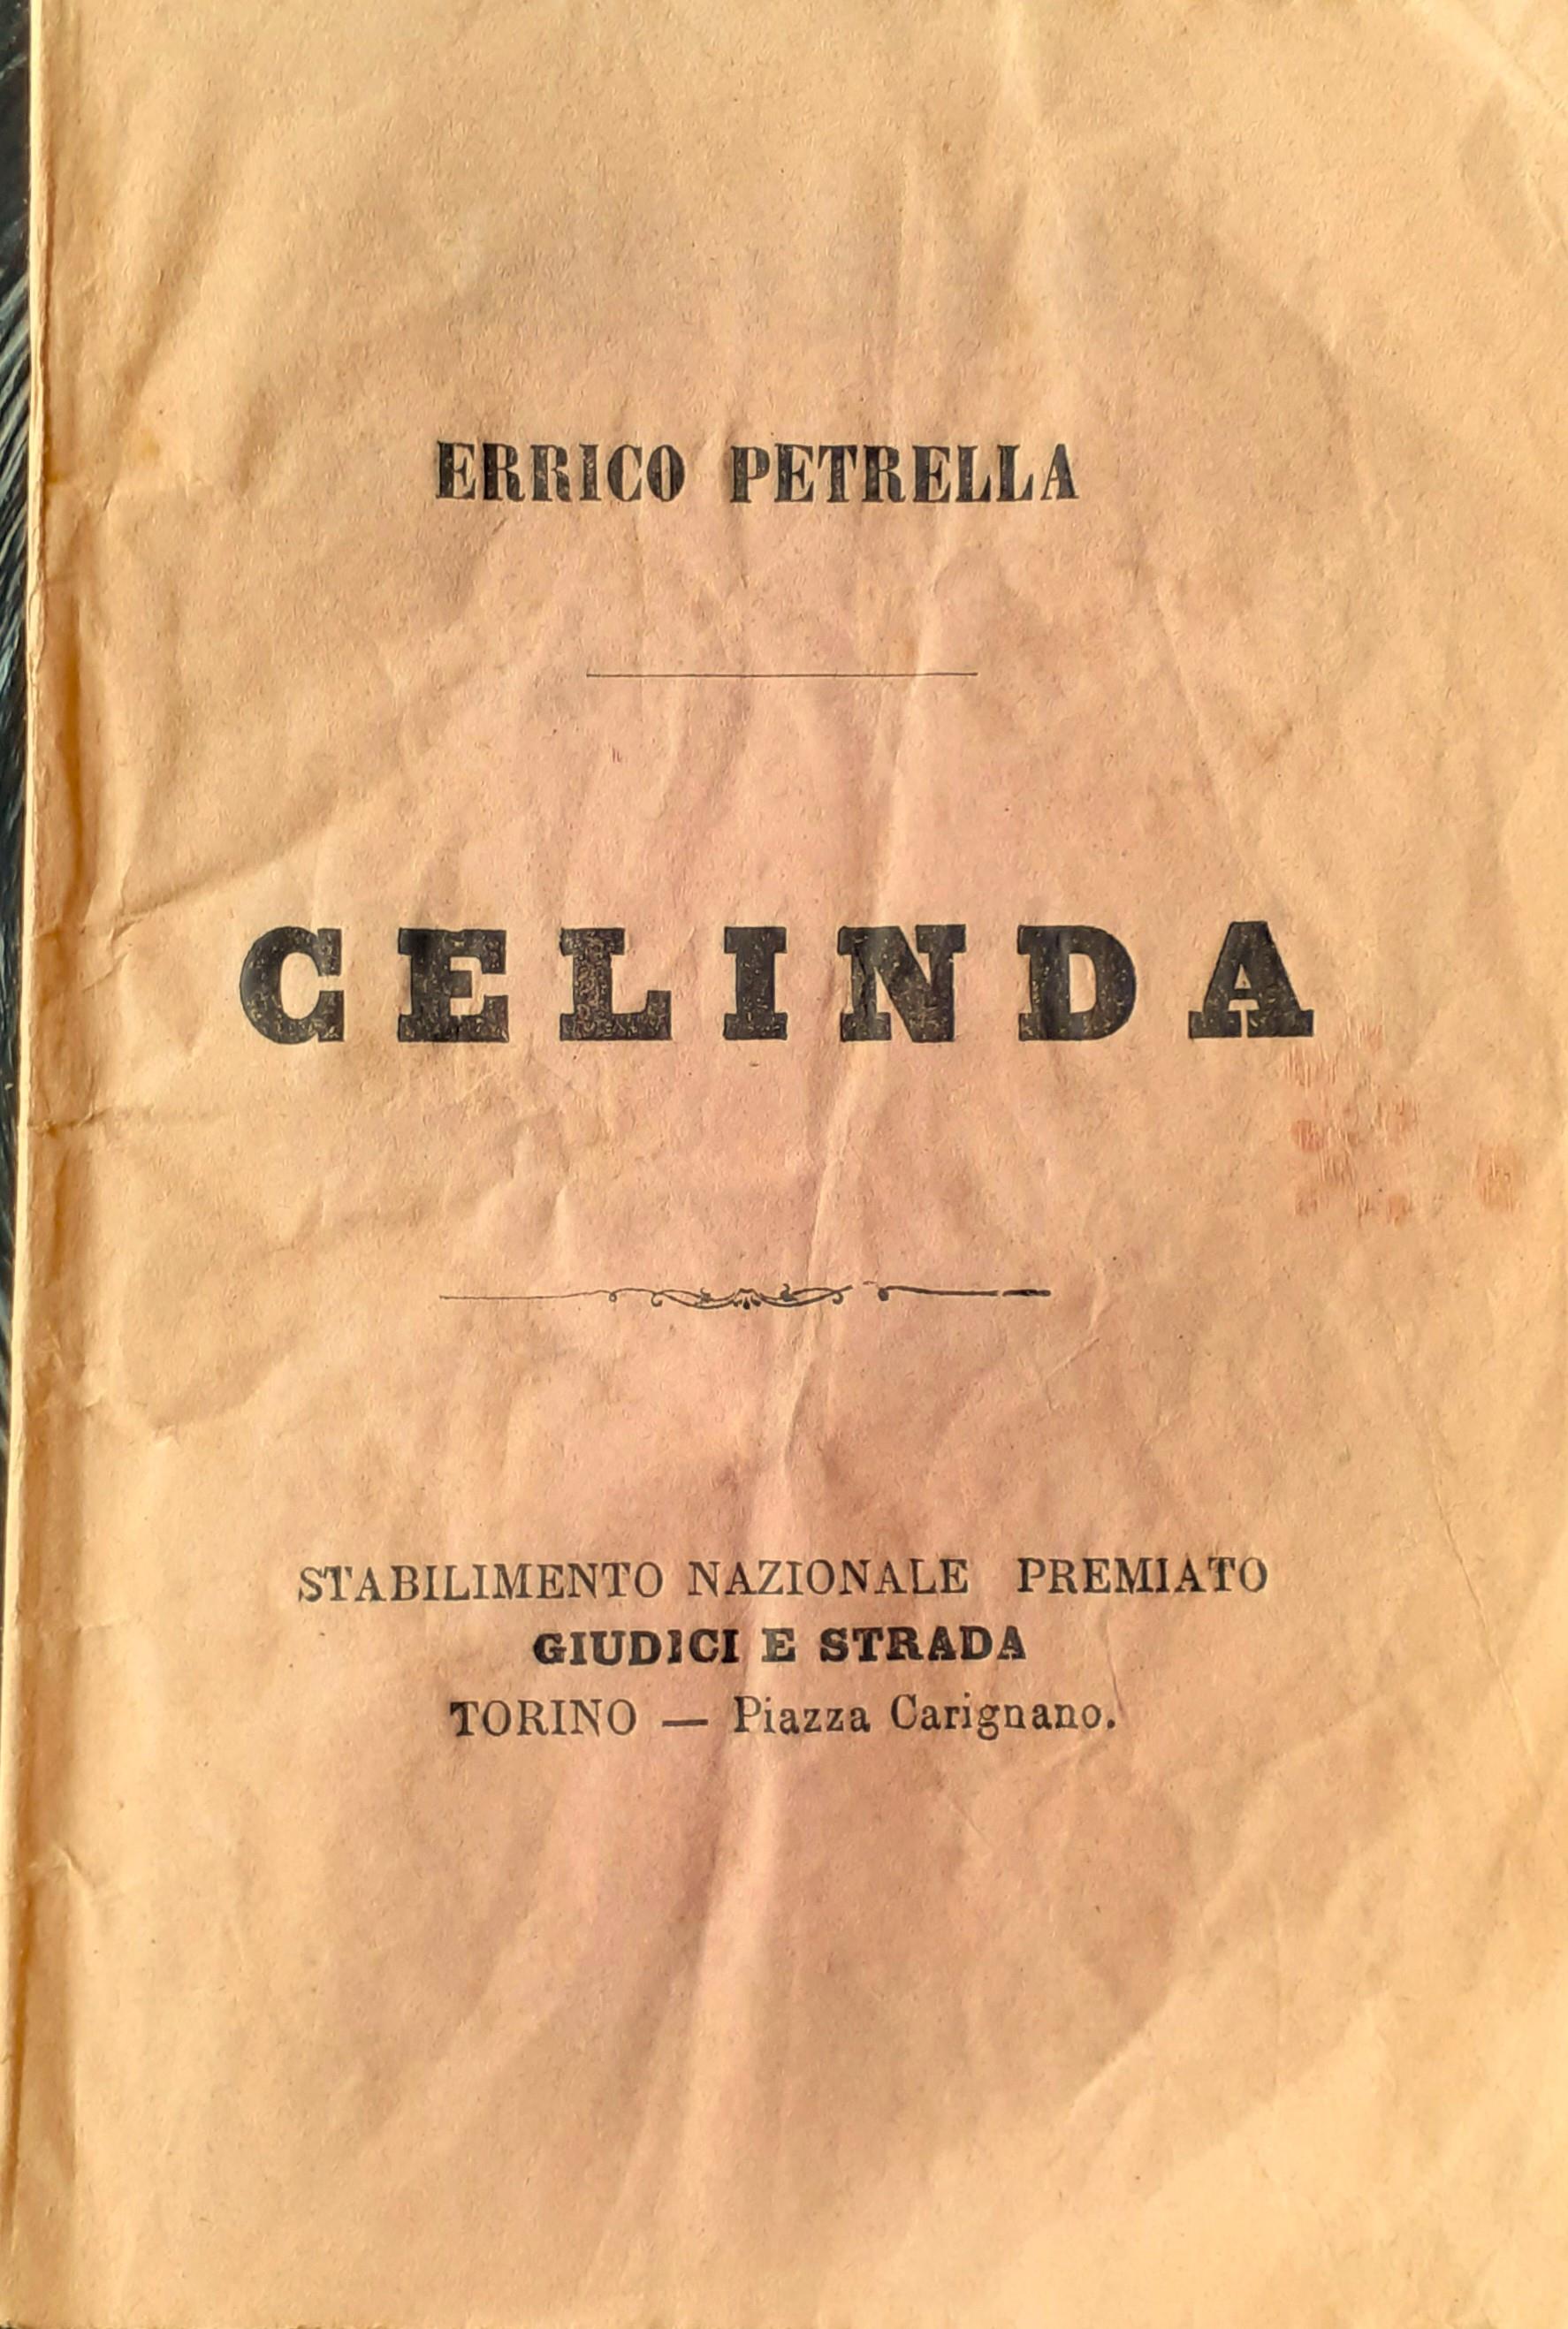 ERRICO PETRELLA
CELINDA
STABILIMENTO NAZIONALE PREMIATO
GIUDICI E STRADA
TORINO — Piazza Carignano.